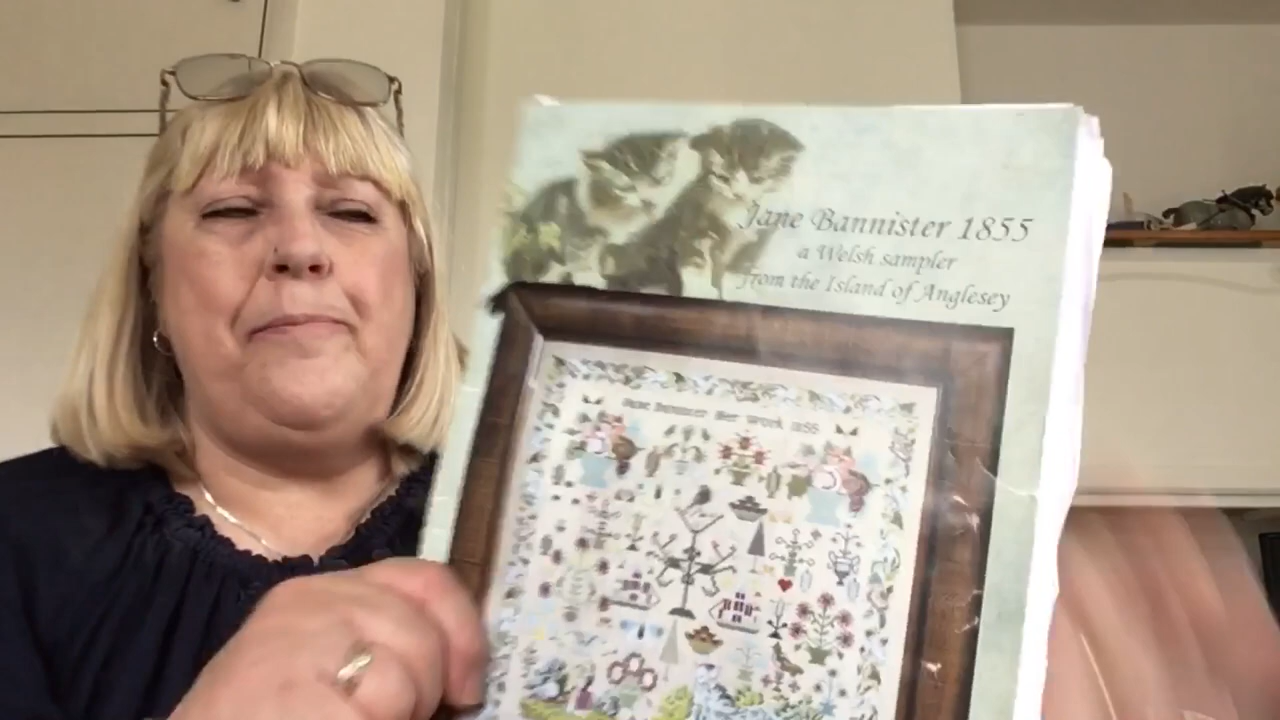 Jane Bannister 1855
a Welsh sampler
from the Island of Anglesey
Jane Bannister Her Work 1855